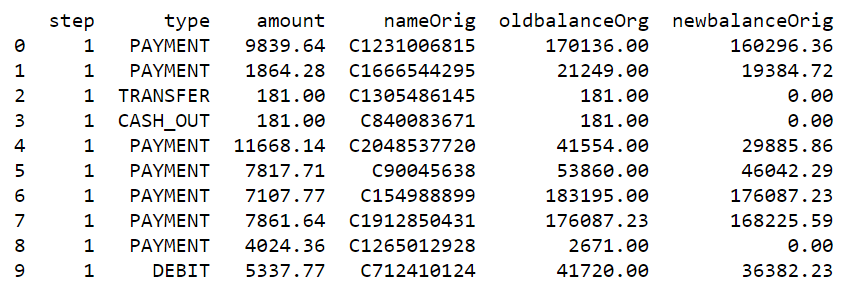 step type amount nameOrig oldbalanceOrg newbalanceOrig
0 1 PAYMENT 9839.64 C1231006815 170136.00 160296.36
1 1 PAYMENT 1864.28 C1666544295 21249.00 19384.72
2 1 TRANSFER 181.00 C1305486145 181.00 0.00
3 1 CASH_OUT 181.00 C840083671 181.00 0.00
4 1 PAYMENT 11668.14 C2048537720 41554.00 29885.86
5 1 PAYMENT 7817.71 C90045638 53860.00 46042.29
6 1 PAYMENT 7107.77 C154988899 183195.00 176087.23
7 1 PAYMENT 7861.64 C1912850431 176087.23 168225.59
8 1 PAYMENT 4024.36 C1265012928 2671.00 0.00
9 1 DEBIT 5337.77 C712410124 41720.00 36382.23